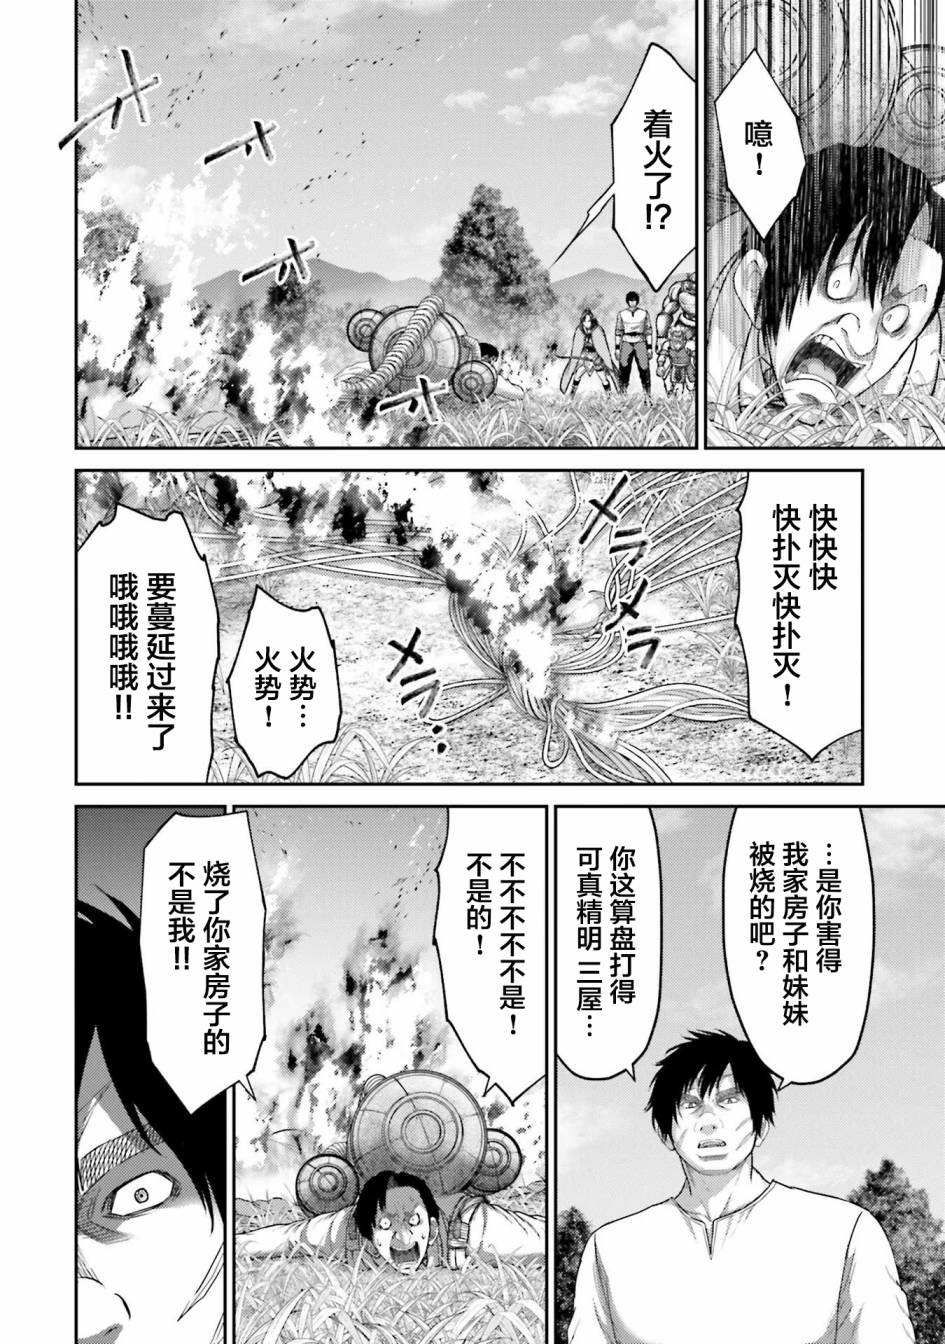 噫！
着火了!?
快快快
快扑灭快扑灭！
火势…
火势！
要蔓延过来了
哦哦哦哦!!
…是你害得
我家房子和妹妹
被烧的吧？
你这算盘打得
可真精明 三屋…
不不不不不是！
不是的！
烧了你家房子的
不是我!!